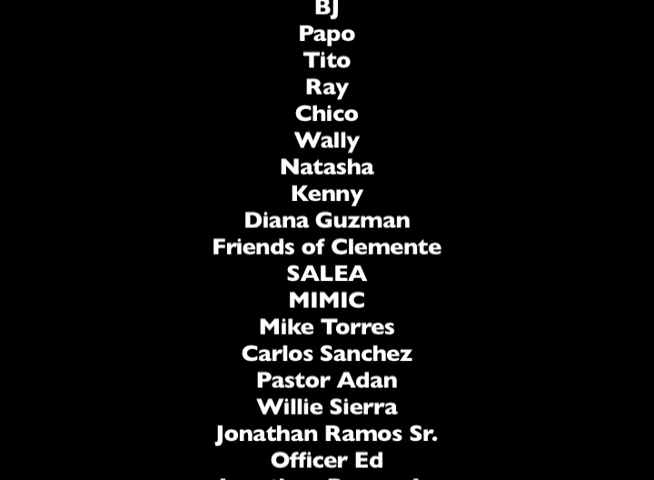 BJ
Papo
Tito
Ray
Chico
Wally
Natasha
Kenny
Diana Guzman
Friends of Clemente
SALEA
MIMIC
Mike Torres
Carlos Sanchez
Pastor Adan
Willie Sierra
Jonathan Ramos Sr.
Officer Ed